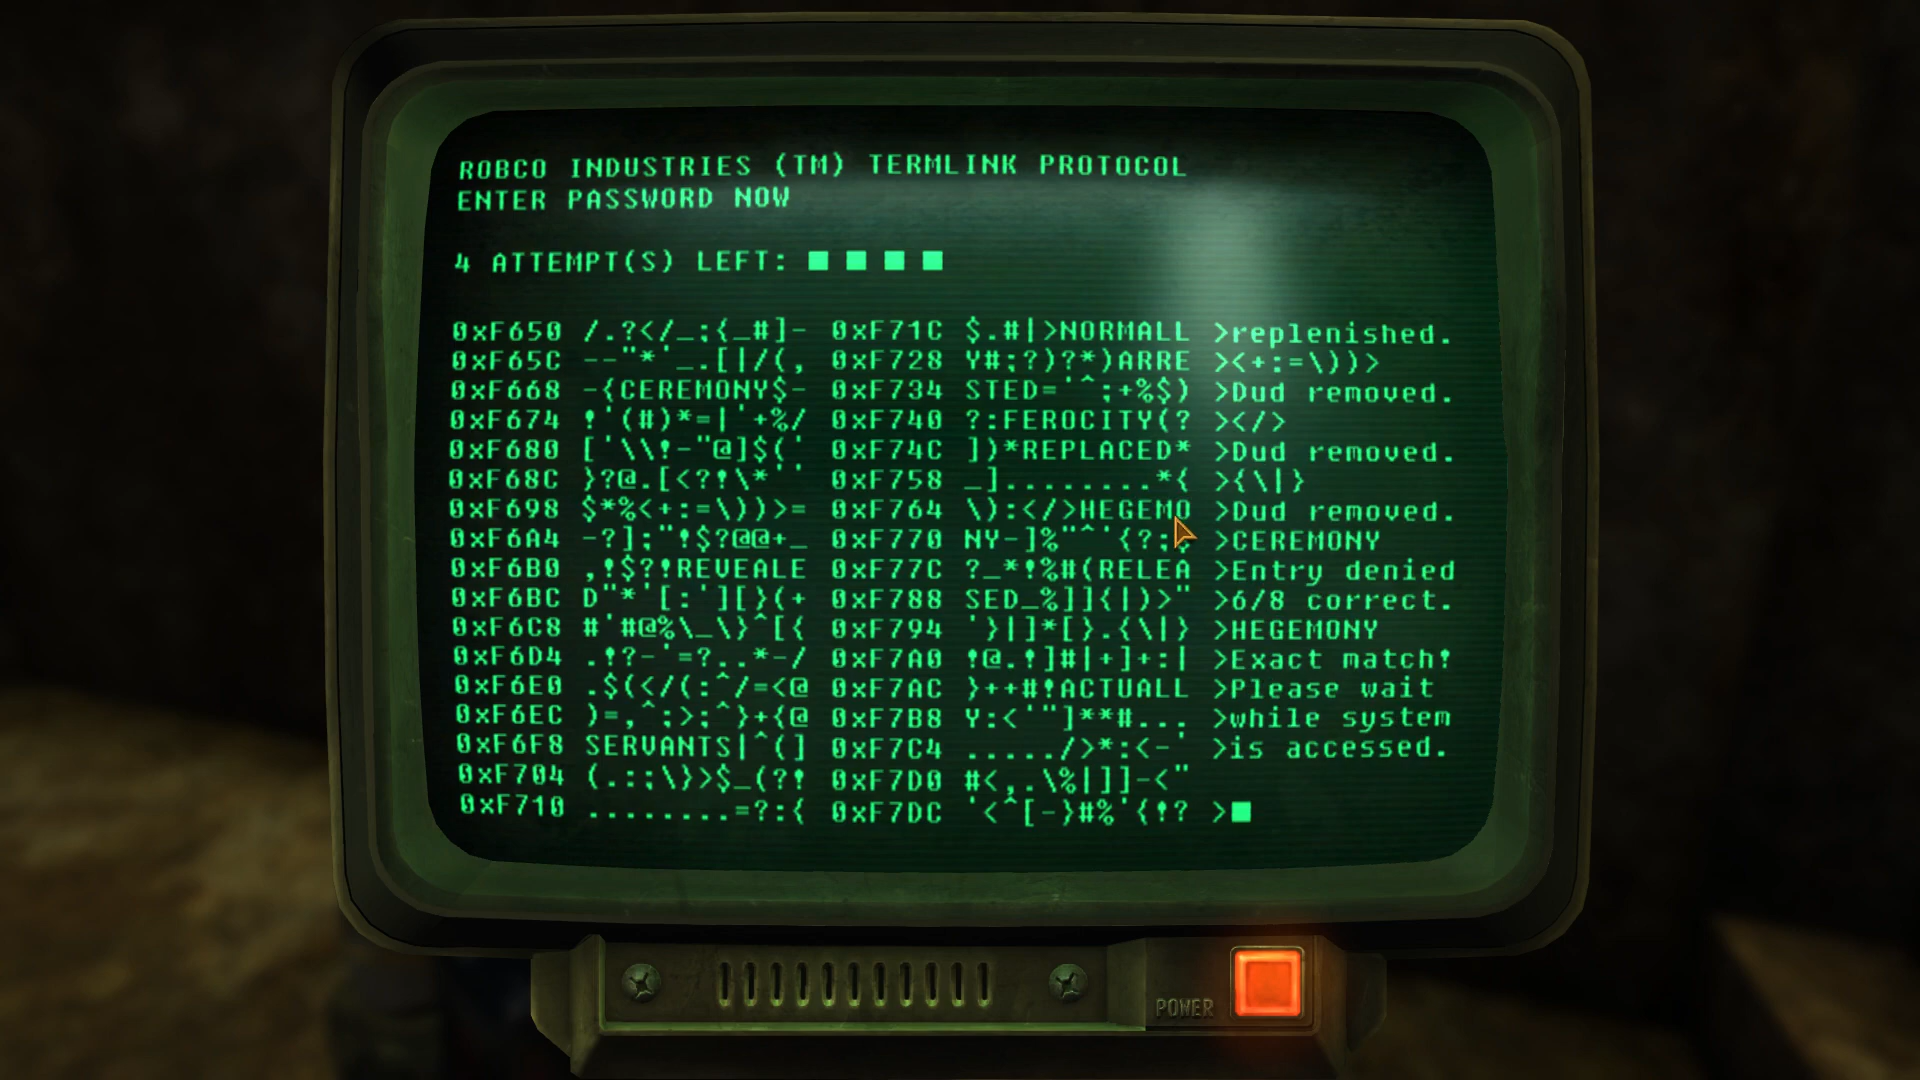 ROBCO INDUSTRIES (TM) TERMLINK PROTOCOL
ENTER PASSWORD NOW
4 ATTEMPT(S) LEFT: ■ ■ ■ ■
0xF650 /.?</_;{_#]- 0xF71C $.#|>NORMALL >replenished.
0xF65C --"*'_.[|/(, 0xF728 Y#;?)?*)ARRE ><+:=\))>
0xF668 -{CEREMONY$- 0xF734 STED='^;+%$) >Dud removed.
0xF674 !'(#)*=|'+%/ 0xF740 ?:FEROCITY(? ></>
0xF680 ['\\!-"@]$(' 0xF74C ])*REPLACED* >Dud removed.
0xF68C }?@.[<?!\*'' 0xF758 _]........*{ >{\|}
0xF698 $*%<+:=\))>= 0xF764 \):</>HEGEMO >Dud removed.
0xF6A4 -?];"!$?@@+_ 0xF770 NY-]%"^'{?;$ >CEREMONY
0xF6B0 ,!$?!REVEALE 0xF77C ?_*!%#(RELEA >Entry denied
0xF6BC D"*'[:'][}(+ 0xF788 SED_%]]{|)>" >6/8 correct.
0xF6C8 #'#@%\_\}^[{ 0xF794 '}|]*[}.{\|} >HEGEMONY
0xF6D4 .!?-'=?..*-/ 0xF7A0 !@.!]#|+]+:| >Exact match!
0xF6E0 .$(</(:^/=<@ 0xF7AC }++#!ACTUALL >Please wait
0xF6EC )=,^;>;^}+{@ 0xF7B8 Y:<'"]**#... >while system
0xF6F8 SERVANTS|^(] 0xF7C4 ...../>*:<-' >is accessed.
0xF704 (.:;\}>$_(?! 0xF7D0 #<,.\%|]]-<"
0xF710 ........=?:{ 0xF7DC '<^[-}#%'{!? >■
POWER